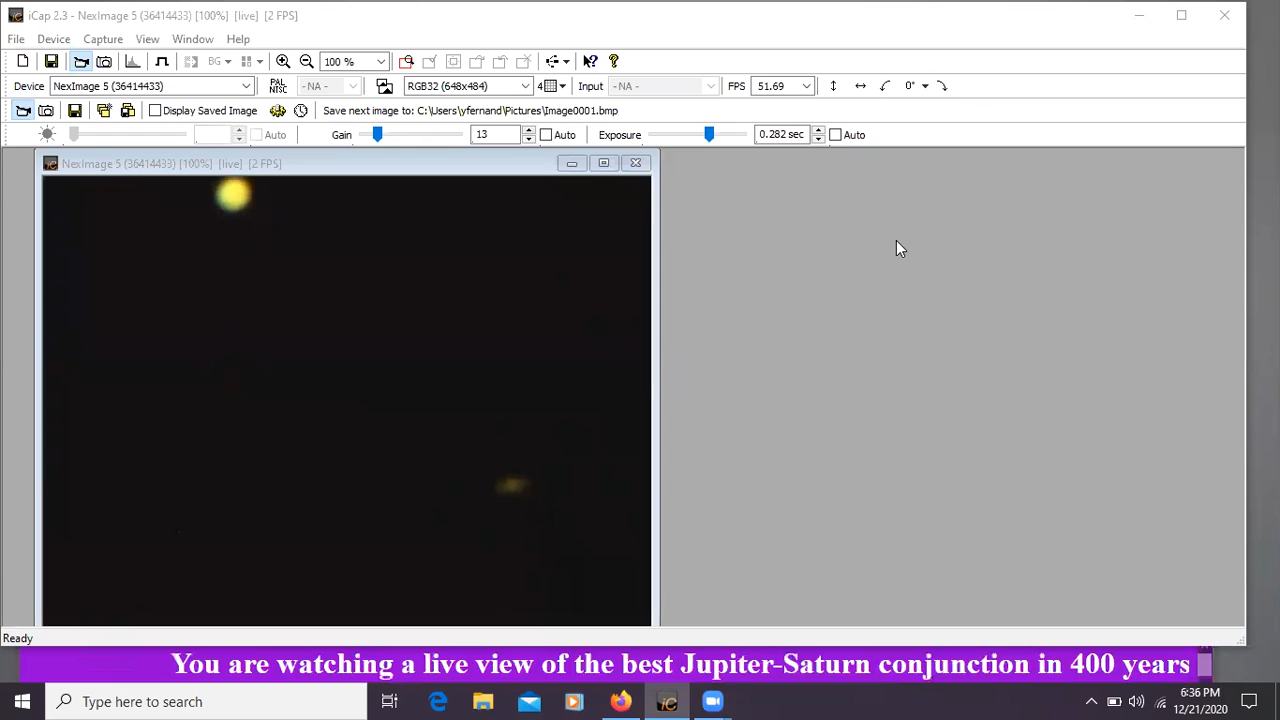 iCap 2.3 - NexImage 5 (36414433) [100%] [live] [2 FPS]
File Device Capture View Window Help
BG 100 %
Device NexImage 5 (36414433) PAL NTSC - NA - RGB32 (648x484) 4 Input - NA - FPS 51.69 0°
Display Saved Image Save next image to: C:\Users\yfernand\Pictures\Image0001.bmp
Auto Gain 13 Auto Exposure 0.282 sec Auto
NexImage 5 (36414433) [100%] [live] [2 FPS]
Ready
You are watching a live view of the best Jupiter-Saturn conjunction in 400 years
Type here to search
6:36 PM
12/21/2020